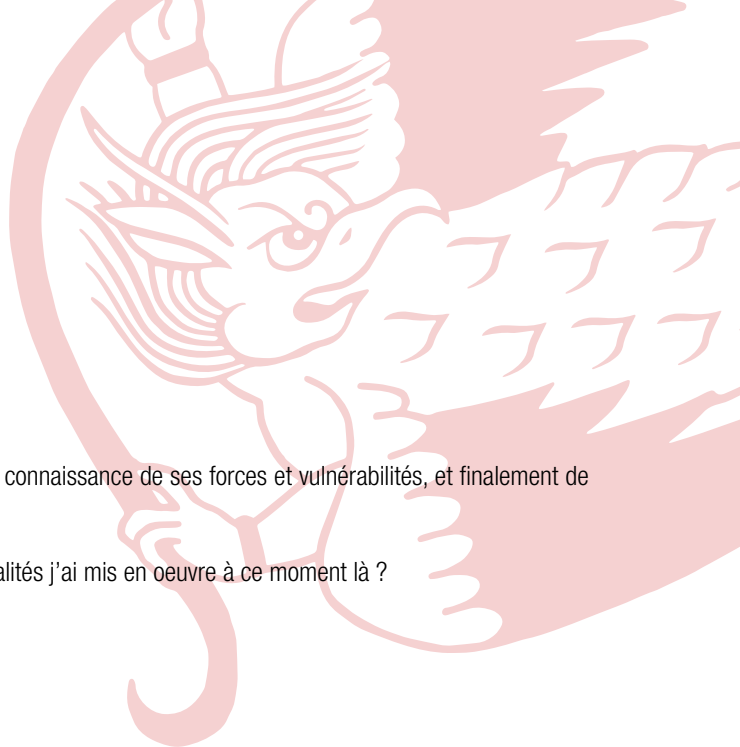 connaissance de ses forces et vulnérabilités, et finalement de
alités j’ai mis en oeuvre à ce moment là ?